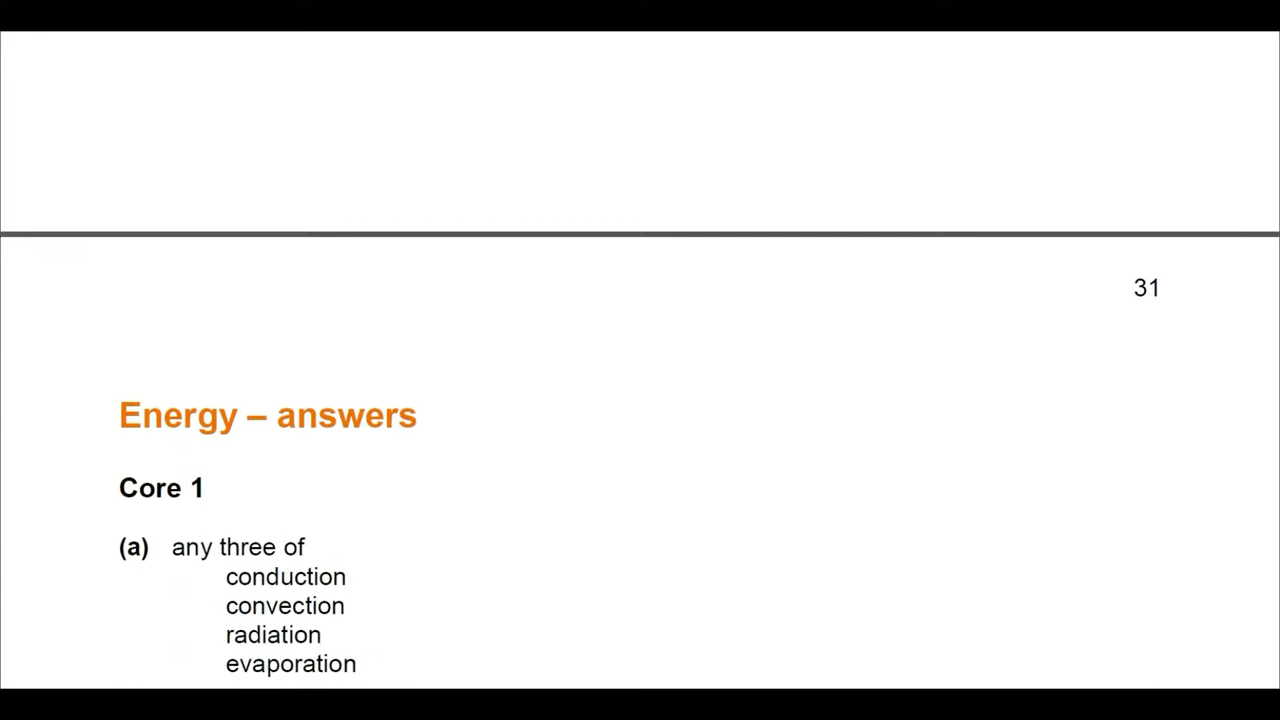 31
Energy – answers
Core 1
(a) any three of
conduction
convection
radiation
evaporation